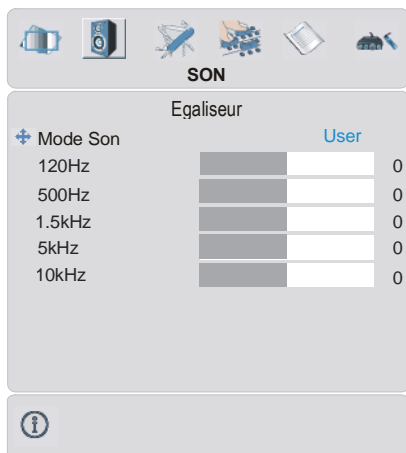 SON
Egaliseur
Mode Son User
120Hz 0
500Hz 0
1.5kHz 0
5kHz 0
10kHz 0